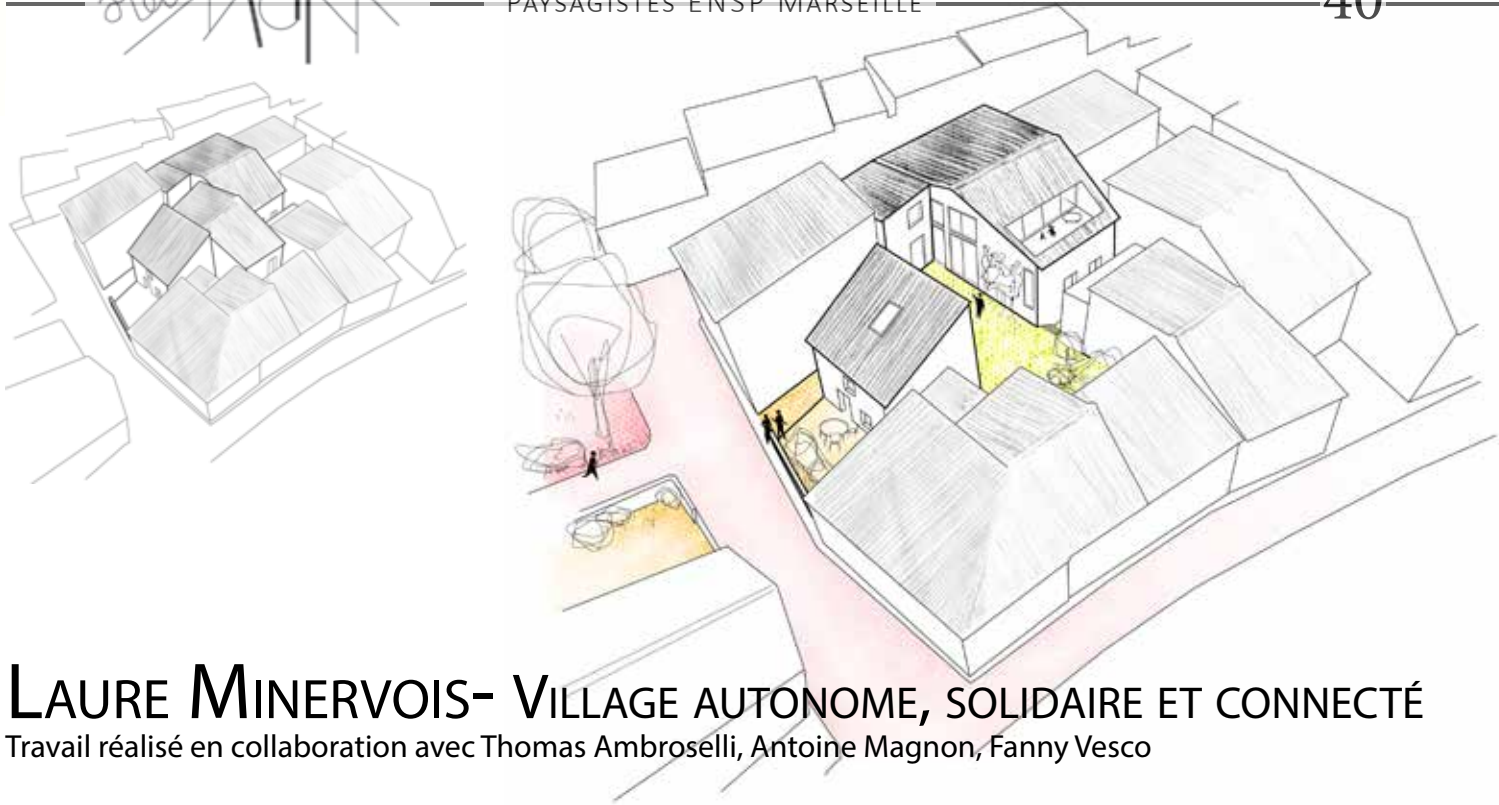 PAYSAGISTES ENSP MARSEILLE
40
LAURE MINERVOIS- VILLAGE AUTONOME, SOLIDAIRE ET CONNECTÉ
Travail réalisé en collaboration avec Thomas Ambroselli, Antoine Magnon, Fanny Vesco